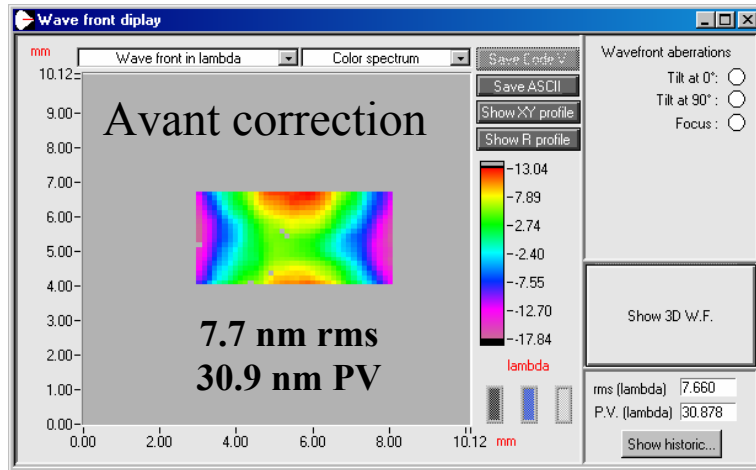 Wave front diplay
mm
Wave front in lambda
Color spectrum
10.12
9.00
8.00
7.00
6.00
5.00
4.00
3.00
2.00
1.00
0.00
Avant correction
7.7 nm rms
30.9 nm PV
0.00 2.00 4.00 6.00 8.00 10.12 mm
Save Code V
Save ASCII
Show XY profile
Show R profile
13.04
7.89
2.74
-2.40
-7.55
-12.70
-17.84
lambda
Wavefront aberrations
Tilt at 0°:
Tilt at 90° :
Focus :
Show 3D W.F.
rms (lambda) 7.660
P.V. (lambda) 30.878
Show historic...